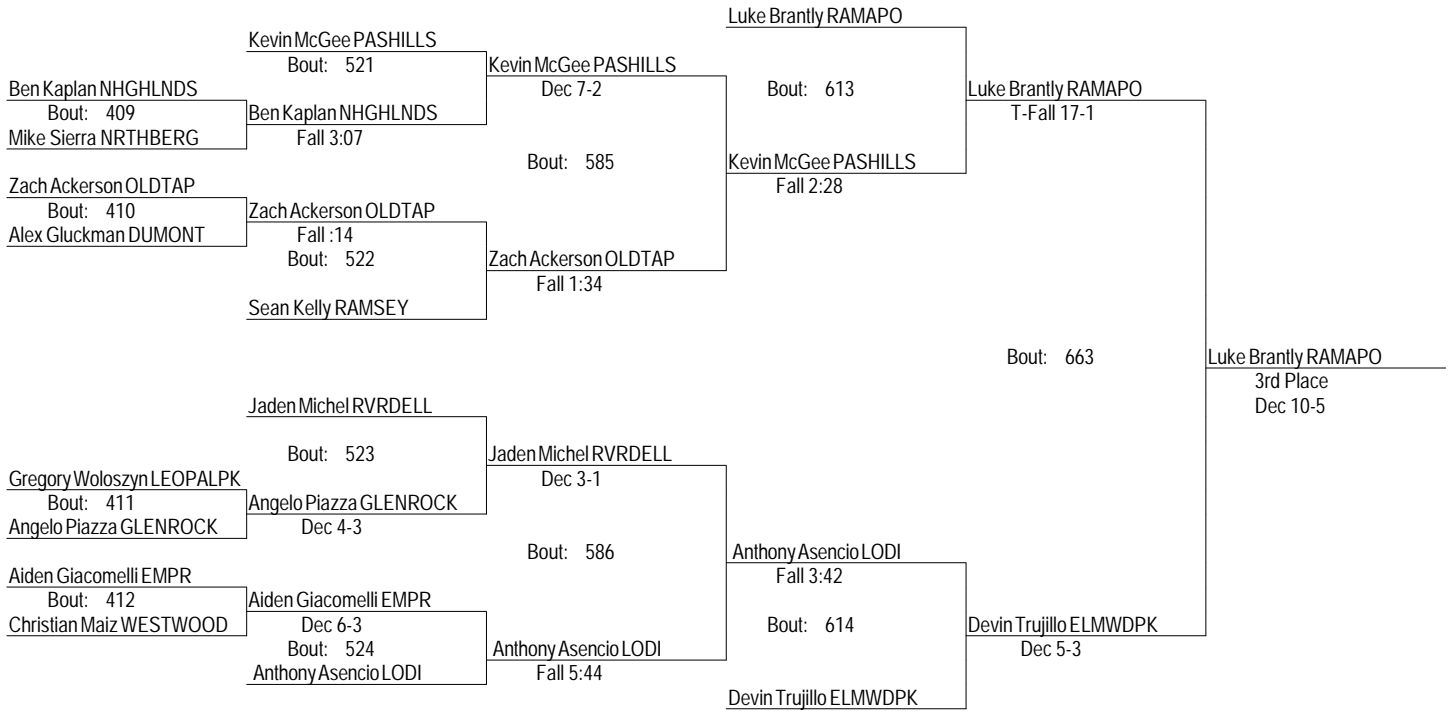 Luke Brantly RAMAPO
Kevin McGee PASHILLS
Bout: 521
Kevin McGee PASHILLS
Dec 7-2
Bout: 613
Ben Kaplan NHGHLNDS
Luke Brantly RAMAPO
Bout: 409
Ben Kaplan NHGHLNDS
T-Fall 17-1
Mike Sierra NRTHBERG
Fall 3:07
Bout: 585
Kevin McGee PASHILLS
Fall 2:28
Zach Ackerson OLDTAP
Bout: 410
Zach Ackerson OLDTAP
Alex Gluckman DUMONT
Fall :14
Bout: 522
Zach Ackerson OLDTAP
Fall 1:34
Sean Kelly RAMSEY
Bout: 663
Luke Brantly RAMAPO
3rd Place
Dec 10-5
Jaden Michel RVRDELL
Bout: 523
Jaden Michel RVRDELL
Dec 3-1
Gregory Woloszyn LEOPALPK
Bout: 411
Angelo Piazza GLENROCK
Angelo Piazza GLENROCK
Dec 4-3
Bout: 586
Anthony Asencio LODI
Fall 3:42
Aiden Giacomelli EMPR
Bout: 412
Aiden Giacomelli EMPR
Christian Maiz WESTWOOD
Dec 6-3
Bout: 614
Devin Trujillo ELMWDPK
Dec 5-3
Bout: 524
Anthony Asencio LODI
Fall 5:44
Anthony Asencio LODI
Devin Trujillo ELMWDPK